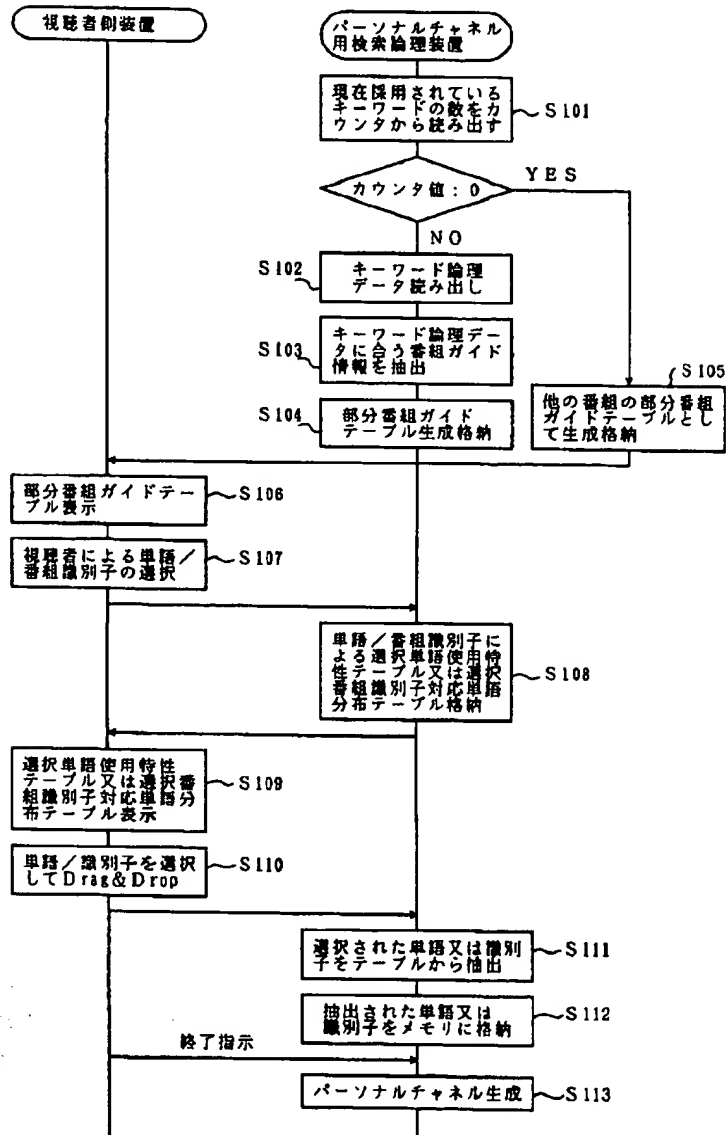 視聴者側装置
パーソナルチャネル
用検索論理装置
現在採用されている
キーワードの数をカ
ウンタから読み出す
S101
カウンタ値：0
YES
NO
S102
キーワード論理
データ読み出し
S103
キーワード論理デー
タに合う番組ガイド
情報を抽出
S105
S104
部分番組ガイド
テーブル生成格納
他の番組の部分番組
ガイドテーブルとし
て生成格納
部分番組ガイドテー
ブル表示
S106
視聴者による単語／
番組識別子の選択
S107
単語／番組識別子に
よる選択単語使用特
性テーブル又は選択
番組識別子対応単語
分布テーブル格納
S108
選択単語使用特性
テーブル又は選択番
組識別子対応単語分
布テーブル表示
S109
単語／識別子を選択
してDrag&Drop
S110
選択された単語又は識別
子をテーブルから抽出
S111
抽出された単語又は
識別子をメモリに格納
S112
終了指示
パーソナルチャネル生成
S113